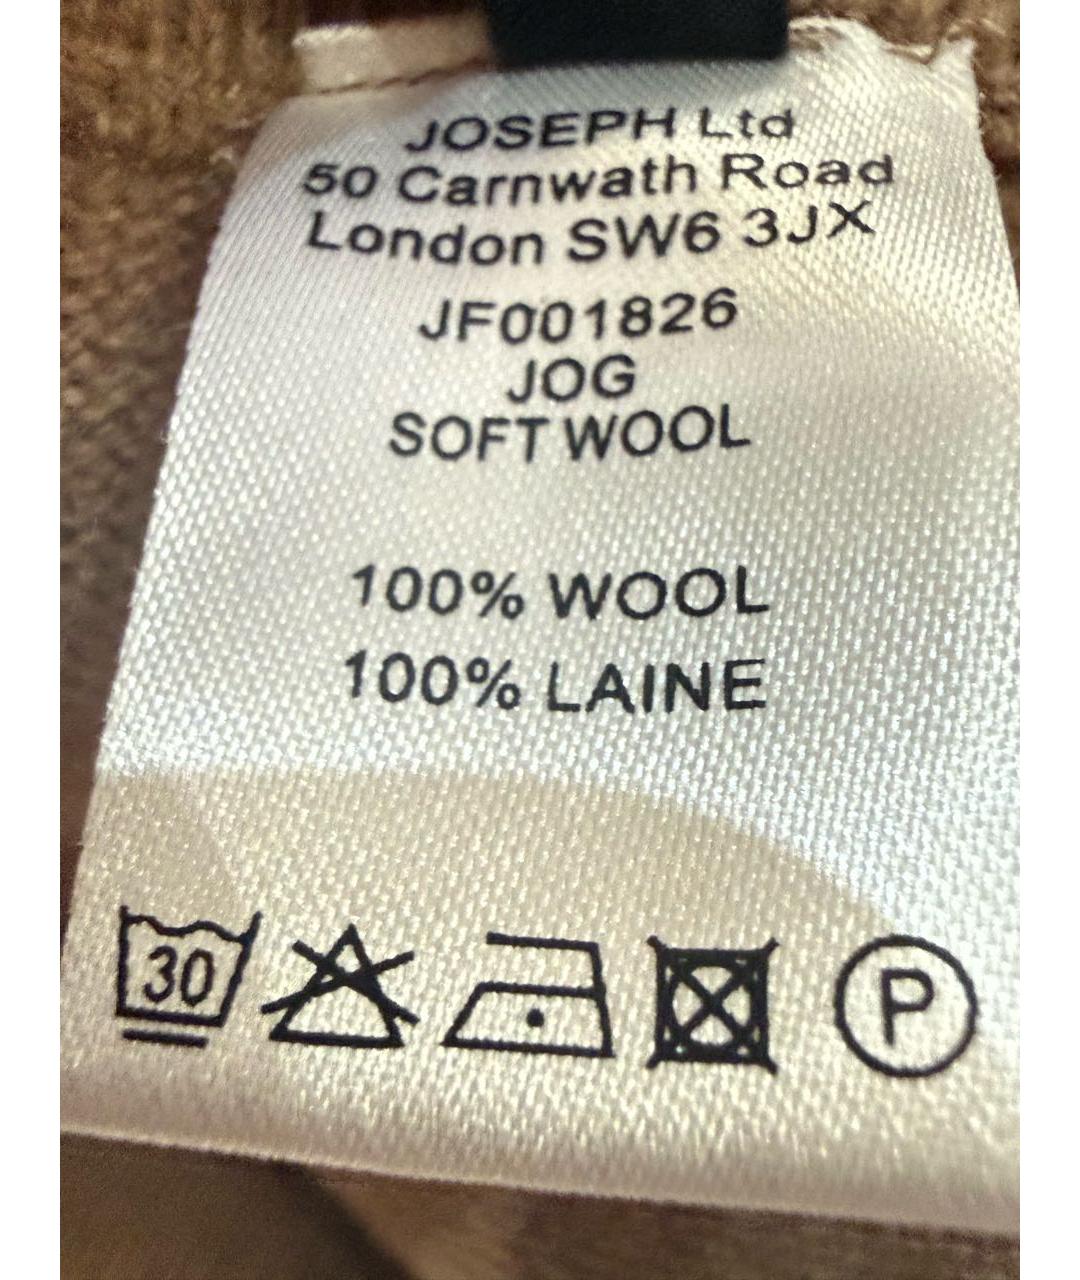 JOSEPH Ltd
50 Carnwath Road
London SW6 3JX
JF001826
JOG
SOFT WOOL
100% WOOL
100% LAINE
30
P